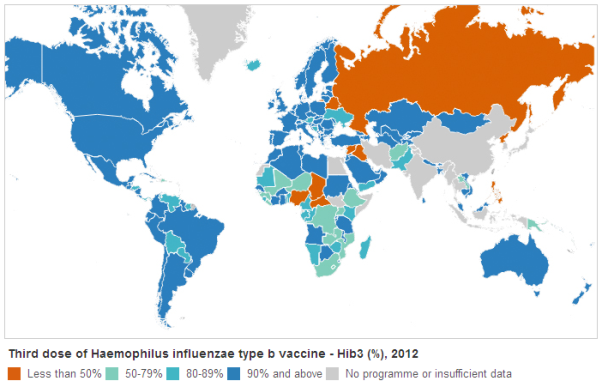 Third dose of Haemophilus influenzae type b vaccine - Hib3 (%), 2012
Less than 50% 50-79% 80-89% 90% and above No programme or insufficient data